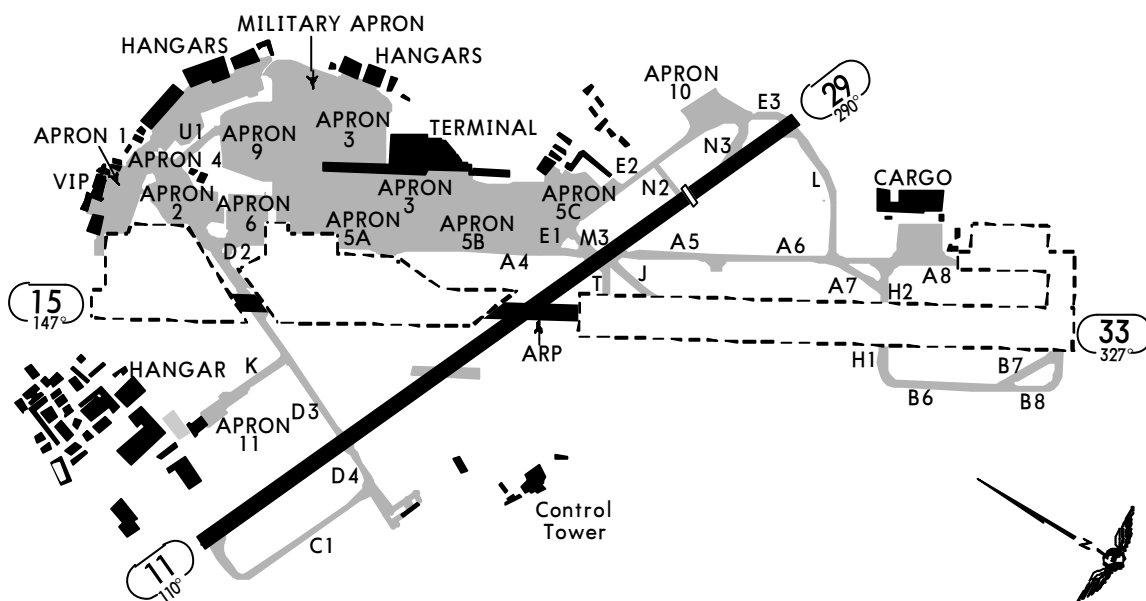 MILITARY APRON
HANGARS
HANGARS
APRON
10
E3
29
290°
APRON 1
U1
APRON
9
APRON
3
TERMINAL
N3
APRON 4
VIP
E2
L
N2
CARGO
APRON
2
APRON
6
APRON
3
APRON
5C
APRON
5A
APRON
5B
E1
M3
D2
A4
A5
A6
J
T
A7
H2
A8
15
147°
33
327°
ARP
H1
B7
B6
B8
HANGAR
K
D3
APRON
11
D4
Control
Tower
C1
11
110°
N